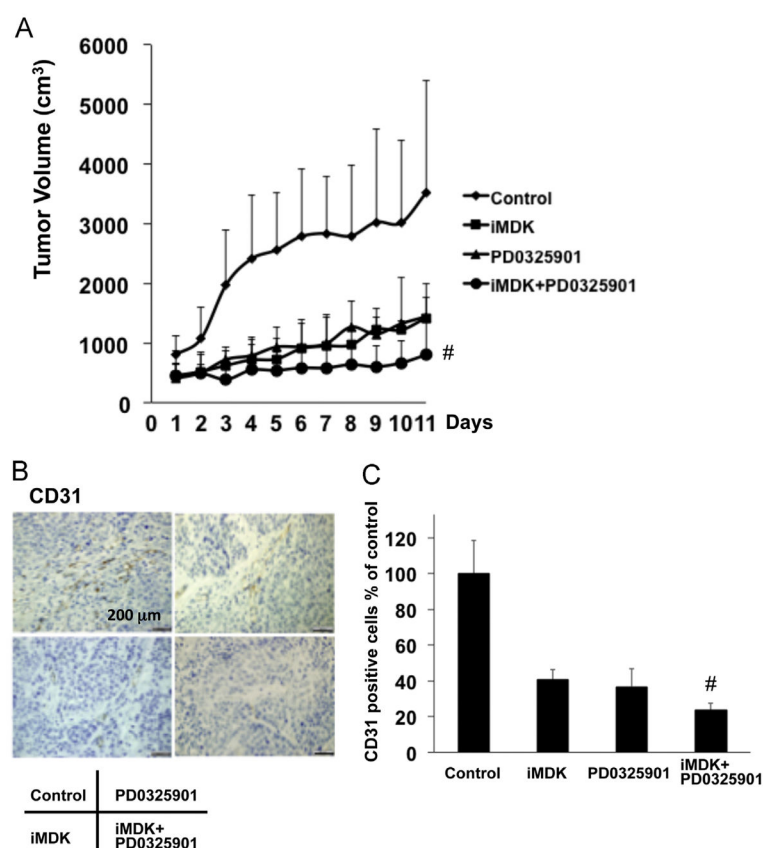 A
Tumor Volume (cm³)
6000
5000
4000
3000
2000
1000
0
0 1 2 3 4 5 6 7 8 9 10 11 Days
Control
iMDK
PD0325901
iMDK+PD0325901
#
B
CD31
200 μm
Control PD0325901
iMDK iMDK+
PD0325901
C
CD31 positive cells % of control
120
100
80
60
40
20
0
#
Control iMDK PD0325901 iMDK+
PD0325901